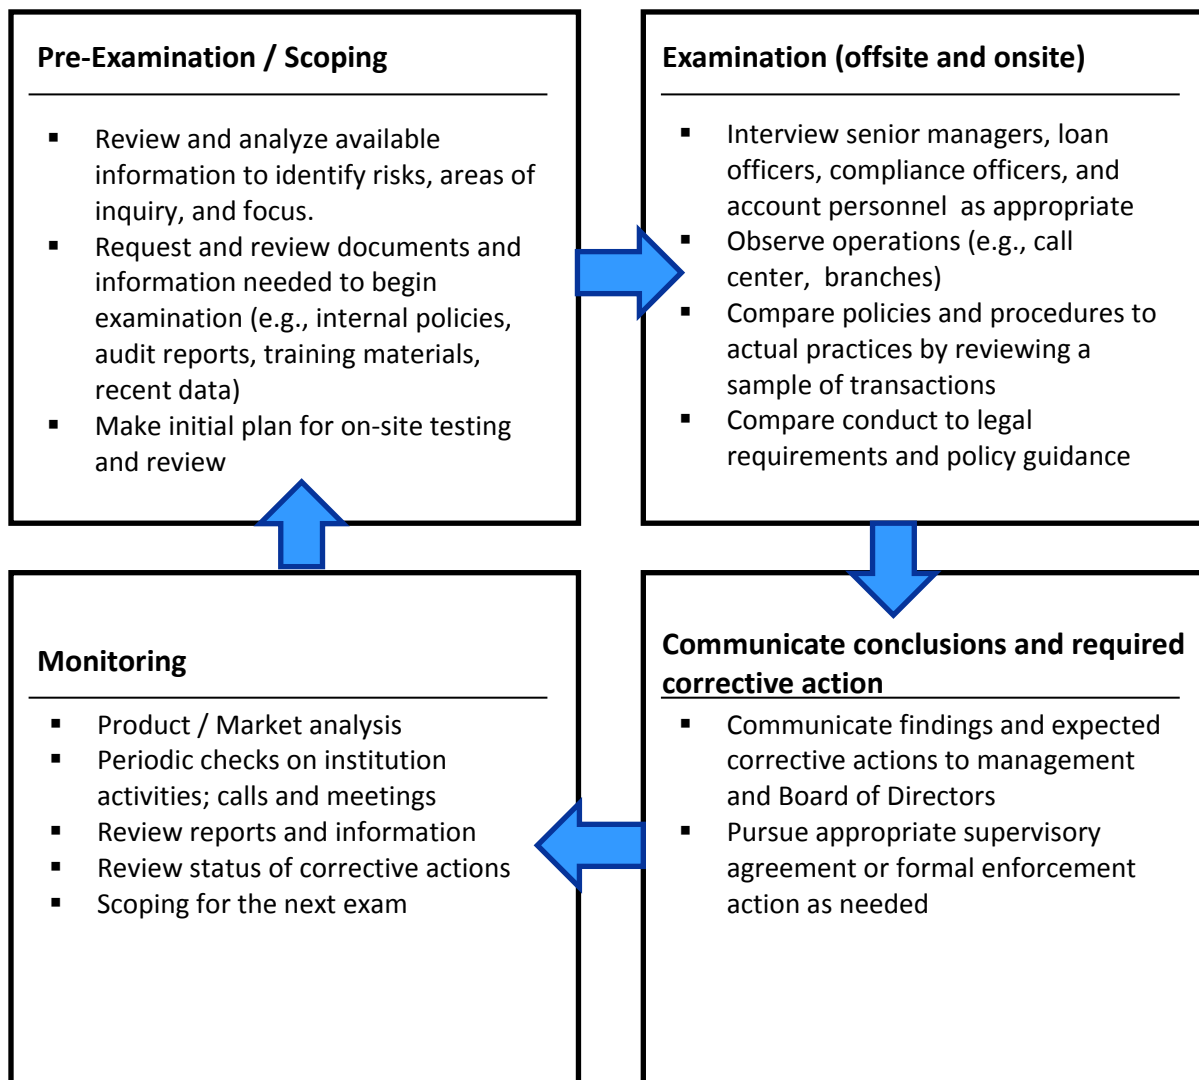 Pre-Examination / Scoping
▪ Review and analyze available
information to identify risks, areas of
inquiry, and focus.
▪ Request and review documents and
information needed to begin
examination (e.g., internal policies,
audit reports, training materials,
recent data)
▪ Make initial plan for on-site testing
and review
Examination (offsite and onsite)
▪ Interview senior managers, loan
officers, compliance officers, and
account personnel as appropriate
▪ Observe operations (e.g., call
center, branches)
▪ Compare policies and procedures to
actual practices by reviewing a
sample of transactions
▪ Compare conduct to legal
requirements and policy guidance
Communicate conclusions and required
corrective action
▪ Communicate findings and expected
corrective actions to management
and Board of Directors
▪ Pursue appropriate supervisory
agreement or formal enforcement
action as needed
Monitoring
▪ Product / Market analysis
▪ Periodic checks on institution
activities; calls and meetings
▪ Review reports and information
▪ Review status of corrective actions
▪ Scoping for the next exam